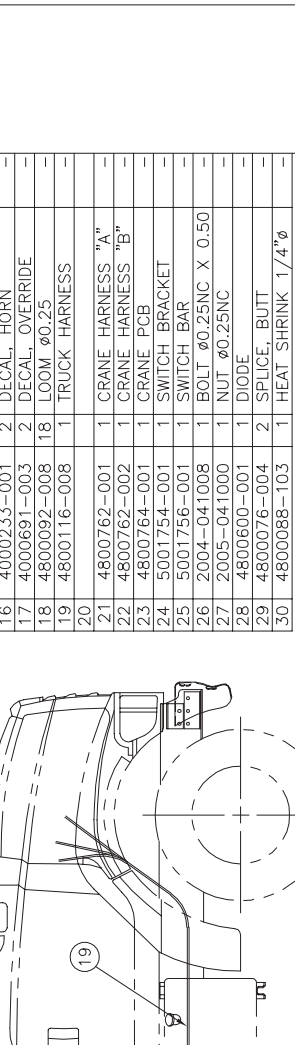 16 4000233-001 2 DECAL, HORN -
17 4000691-003 2 DECAL, OVERRIDE -
18 4800092-008 18 LOOM ø0.25 -
19 4800116-008 1 TRUCK HARNESS -
20
21 4800762-001 1 CRANE HARNESS "A" -
22 4800762-002 1 CRANE HARNESS "B" -
23 4800764-001 1 CRANE PCB -
24 5001754-001 1 SWITCH BRACKET -
25 5001756-001 1 SWITCH BAR -
26 2004-041008 1 BOLT ø0.25NC X 0.50 -
27 2005-041000 1 NUT ø0.25NC -
28 4800600-001 1 DIODE -
29 4800076-004 2 SPLICE, BUTT -
30 4800088-103 1 HEAT SHRINK 1/4"ø -
19